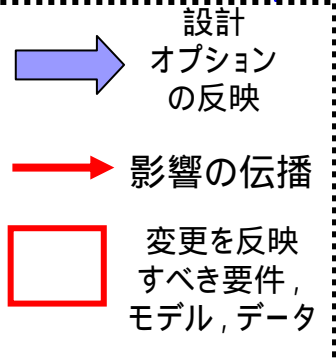 設計
オプション
の反映
影響の伝播
変更を反映
すべき要件,
モデル,データ